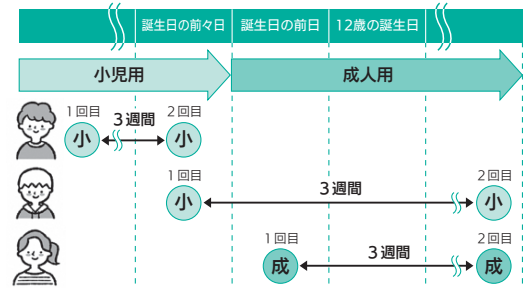 誕生日の前々日 誕生日の前日 12歳の誕生日
小児用 成人用
1回目 3週間 2回目
小 小
1回目 3週間 2回目
小 小
1回目 3週間 2回目
成 成